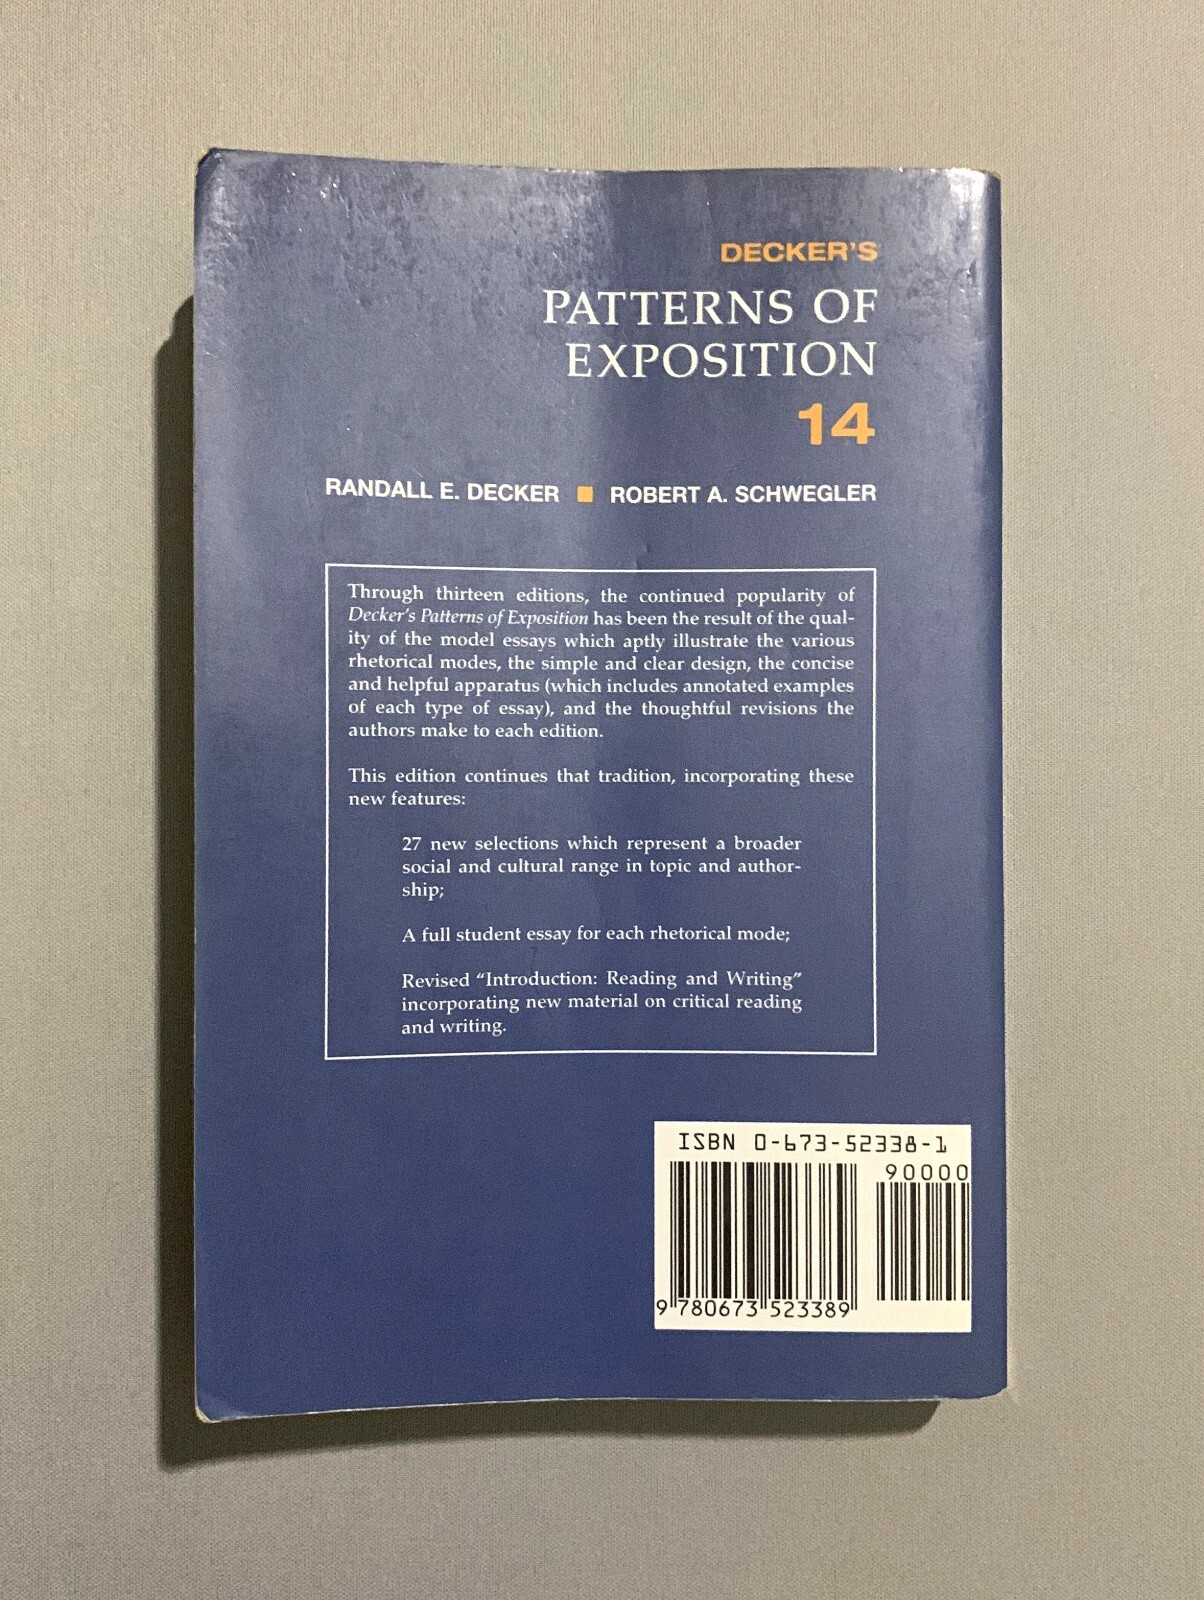 DECKER'S
PATTERNS OF
EXPOSITION
14
RANDALL E. DECKER ■ ROBERT A. SCHWEGLER
Through thirteen editions, the continued popularity of
Decker's Patterns of Exposition has been the result of the qual-
ity of the model essays which aptly illustrate the various
rhetorical modes, the simple and clear design, the concise
and helpful apparatus (which includes annotated examples
of each type of essay), and the thoughtful revisions the
authors make to each edition.
This edition continues that tradition, incorporating these
new features:
27 new selections which represent a broader
social and cultural range in topic and author-
ship;
A full student essay for each rhetorical mode;
Revised “Introduction: Reading and Writing”
incorporating new material on critical reading
and writing.
ISBN 0-673-52338-1
90000
9 780673 523389